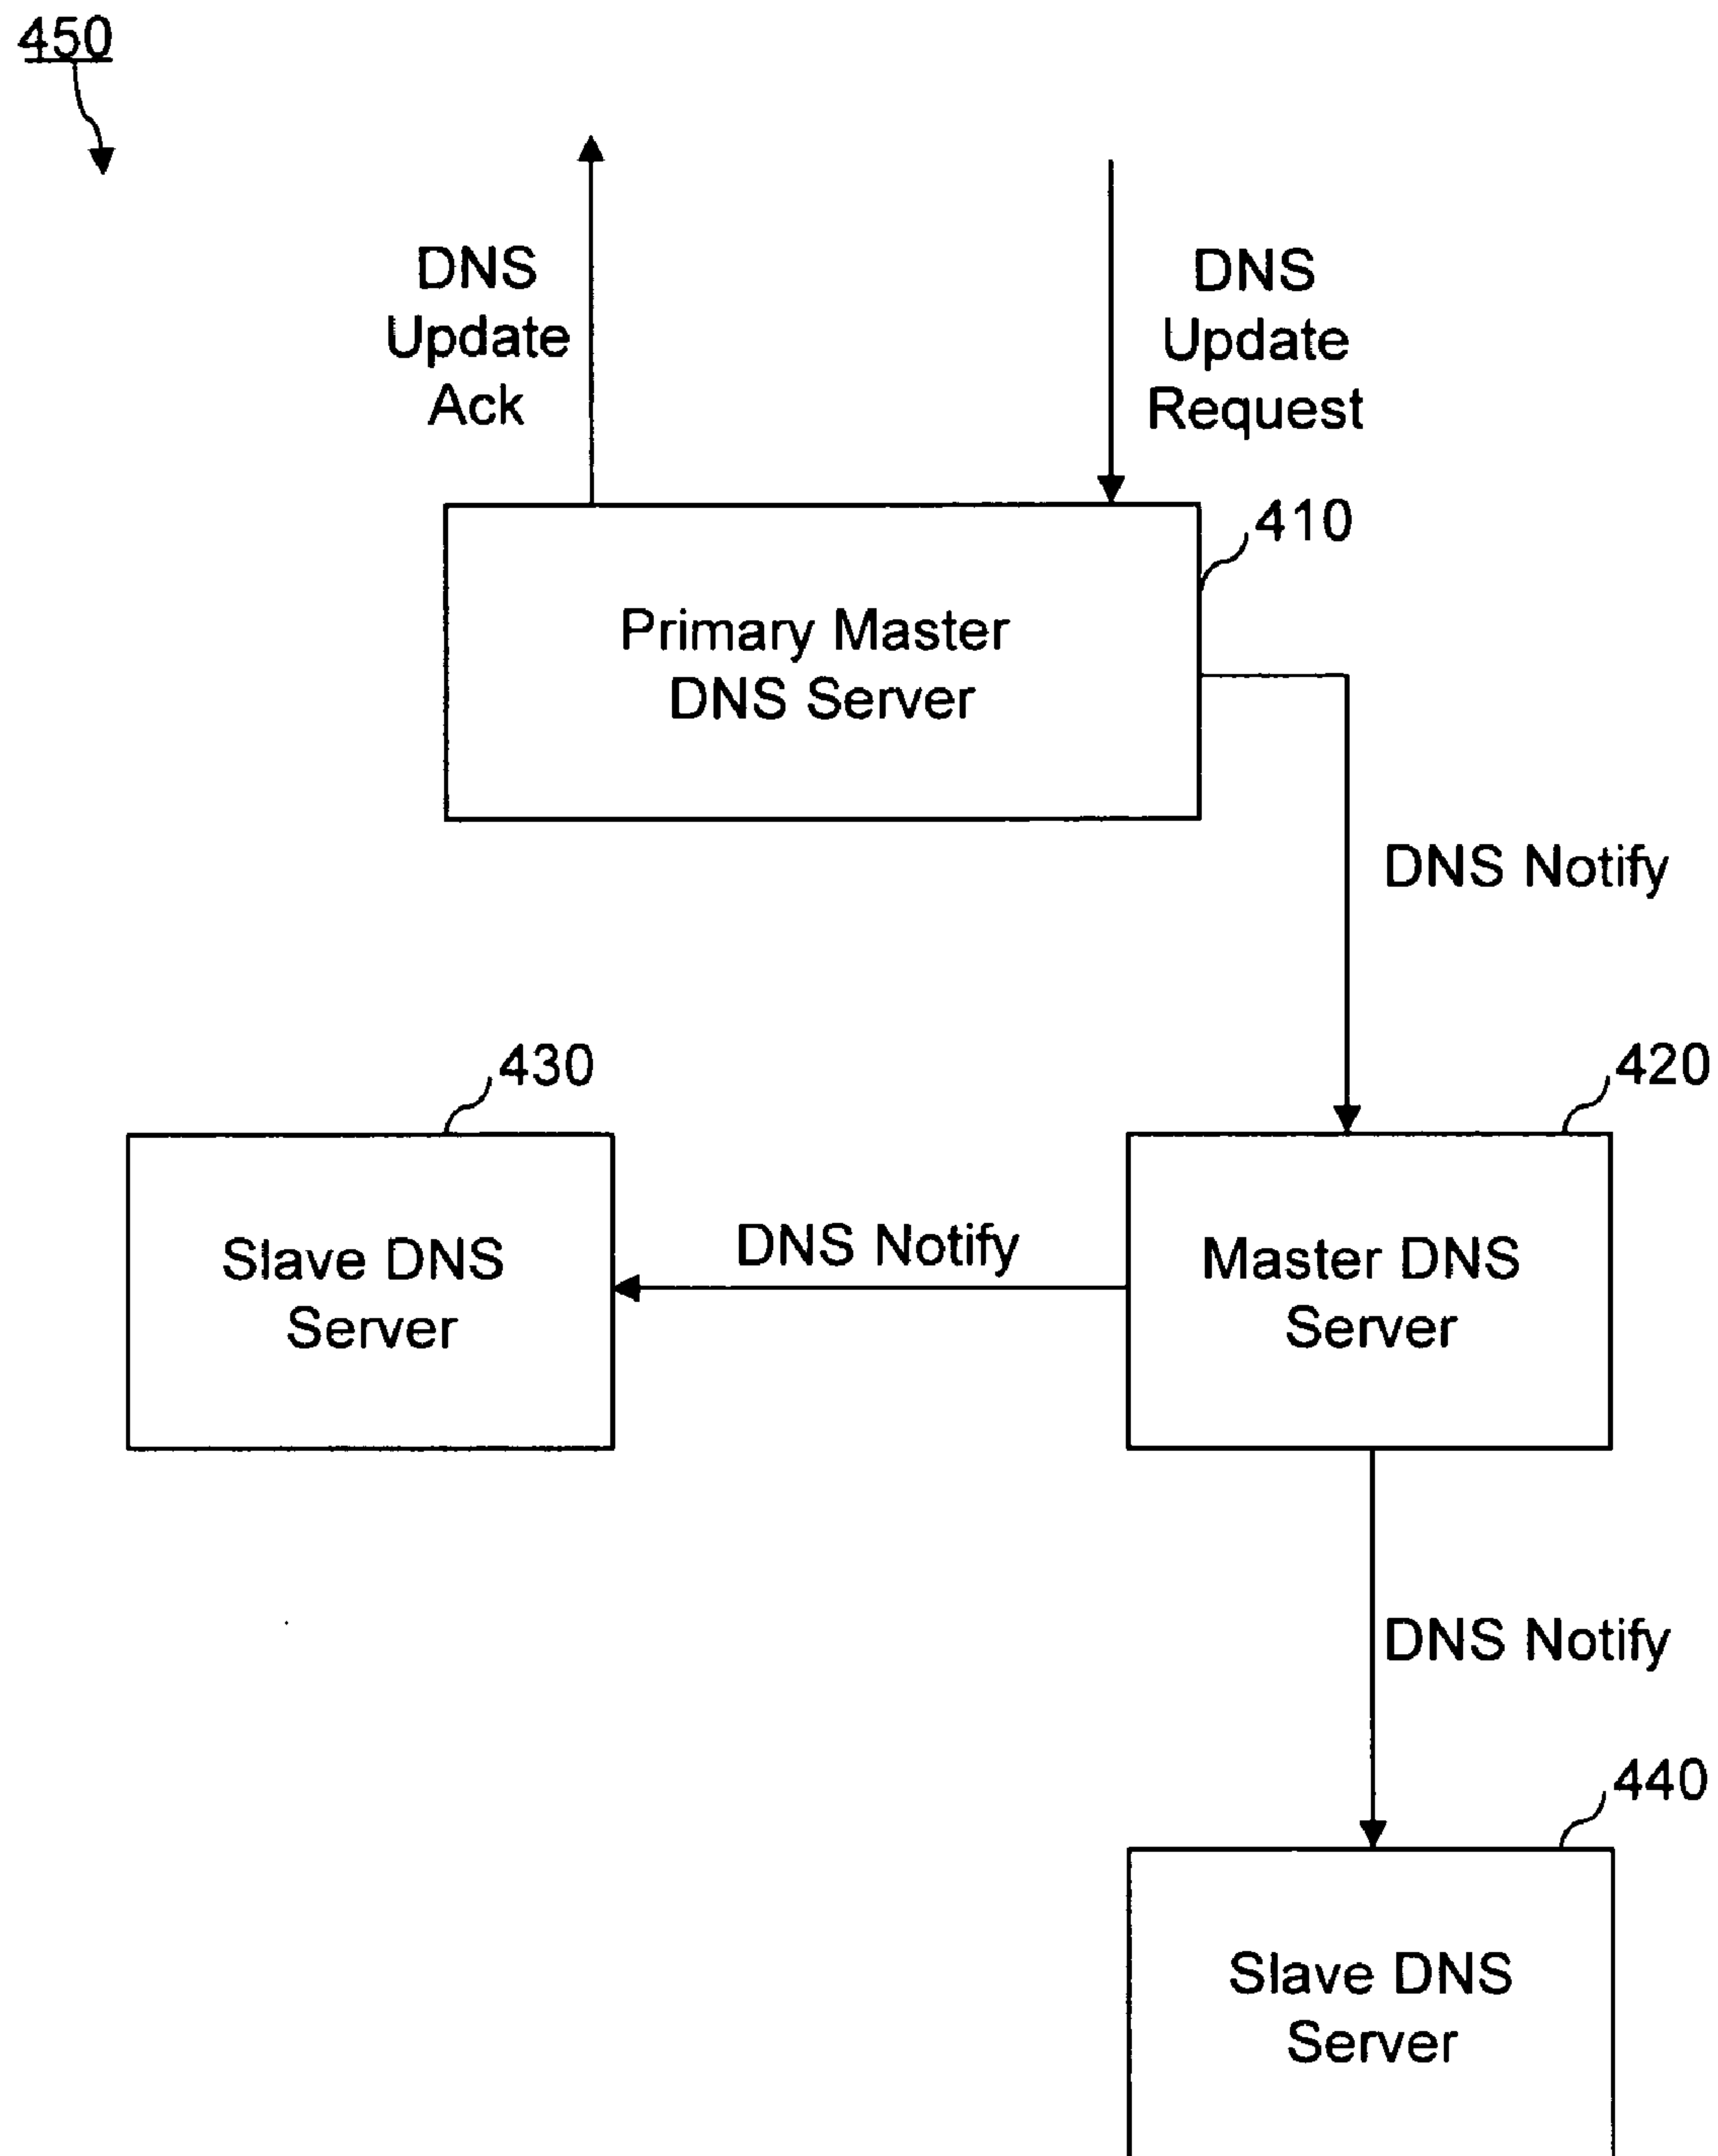 450
DNS
Update
Ack
DNS
Update
Request
410
Primary Master
DNS Server
DNS Notify
430
420
Slave DNS
Server
DNS Notify
Master DNS
Server
DNS Notify
440
Slave DNS
Server